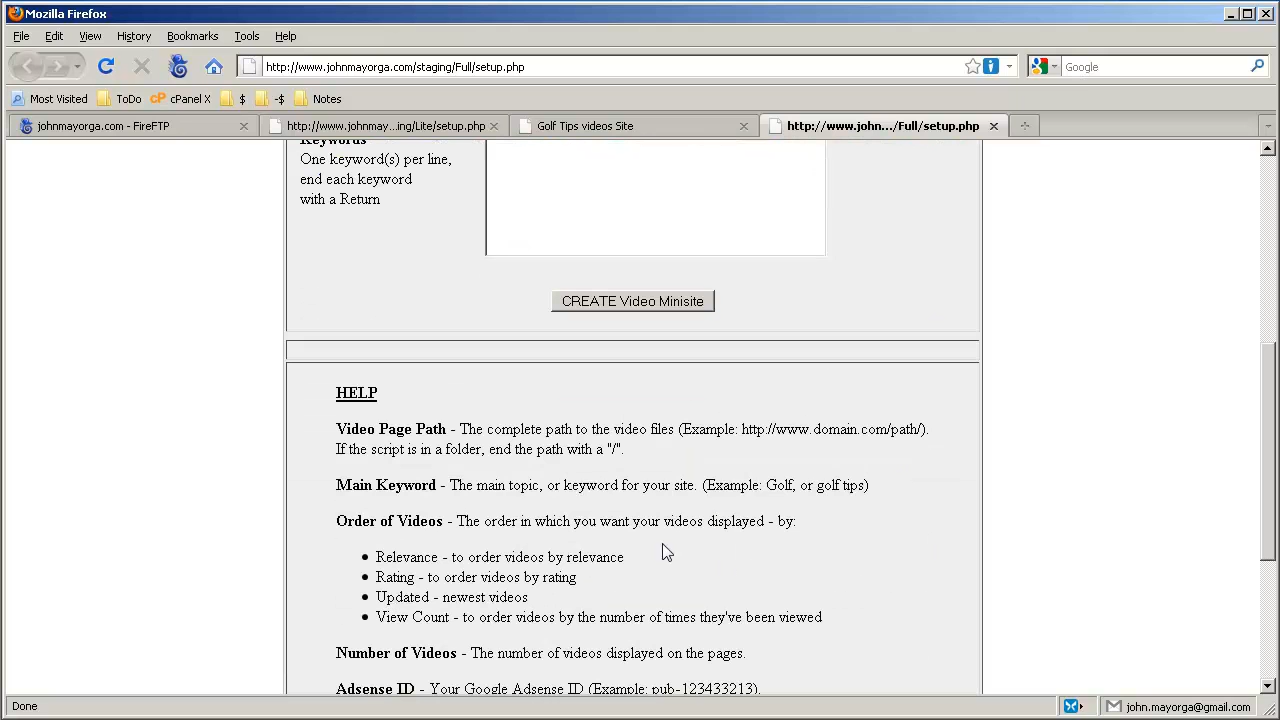 Mozilla Firefox
File Edit View History Bookmarks Tools Help
http://www.johnmayorga.com/staging/Full/setup.php
Google
Most Visited ToDo cPanel X $ -$ Notes
johnmayorga.com - FireFTP http://www.johnmay...ing/Lite/setup.php Golf Tips videos Site http://www.john.../Full/setup.php
Keywords
One keyword(s) per line,
end each keyword
with a Return
CREATE Video Minisite
HELP
Video Page Path - The complete path to the video files (Example: http://www.domain.com/path/).
If the script is in a folder, end the path with a "/".
Main Keyword - The main topic, or keyword for your site. (Example: Golf, or golf tips)
Order of Videos - The order in which you want your videos displayed - by:
Relevance - to order videos by relevance
Rating - to order videos by rating
Updated - newest videos
View Count - to order videos by the number of times they've been viewed
Number of Videos - The number of videos displayed on the pages.
Adsense ID - Your Google Adsense ID (Example: pub-123433213).
Done john.mayorga@gmail.com